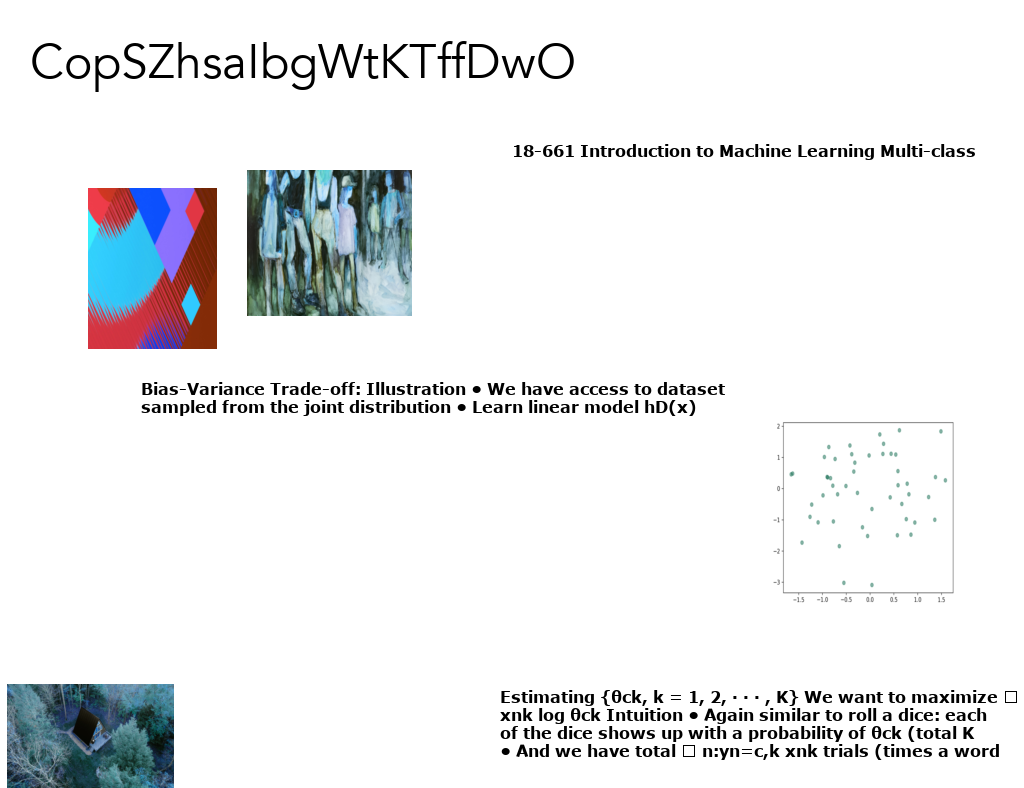 CopSZhsaIbgWtKTffDwO
18-661 Introduction to Machine Learning Multi-class
Bias-Variance Trade-off: Illustration • We have access to dataset
sampled from the joint distribution • Learn linear model hD(x)
2
1
0
−1
−2
−3
−1.5 −1.0 −0.5 0.0 0.5 1.0 1.5
Estimating {θck, k = 1, 2, · · · , K} We want to maximize □
xnk log θck Intuition • Again similar to roll a dice: each
of the dice shows up with a probability of θck (total K
• And we have total □ n:yn=c,k xnk trials (times a word